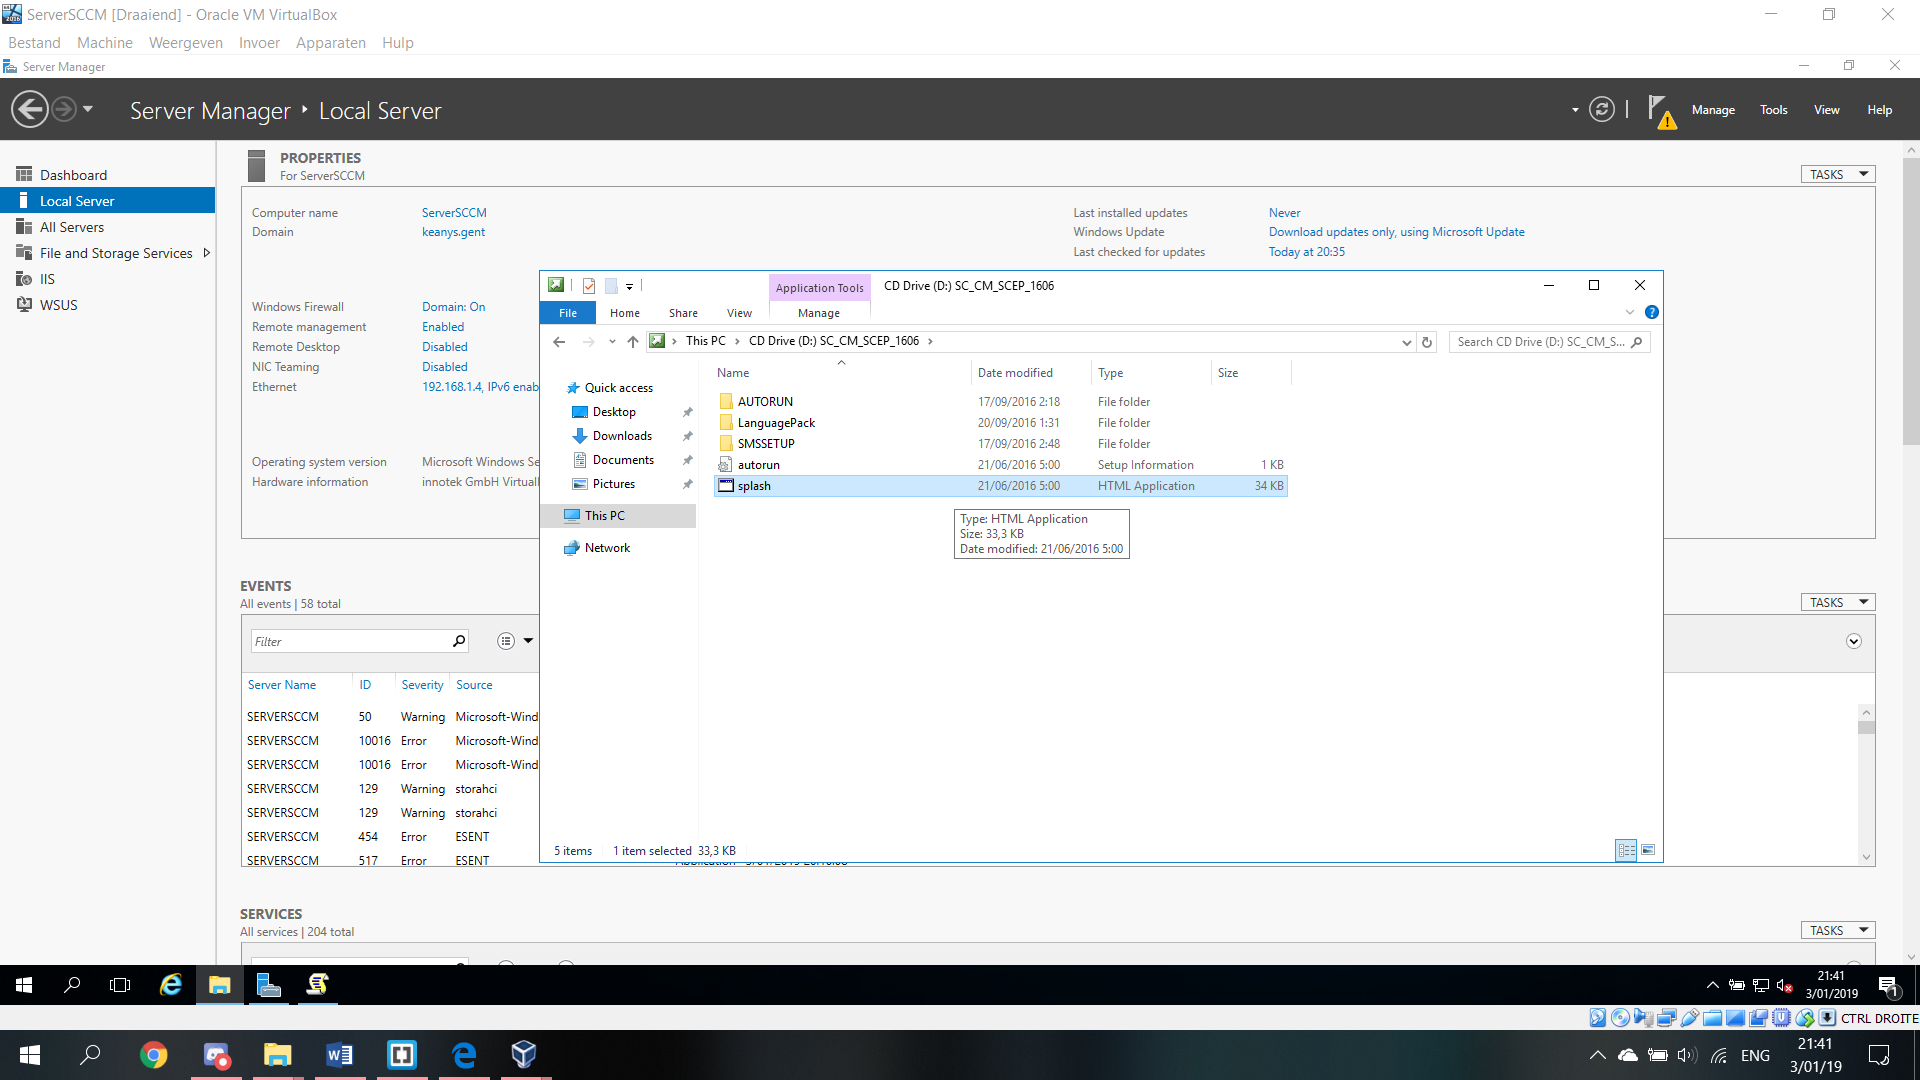 ServerSCCM [Draaiend] - Oracle VM VirtualBox
Bestand Machine Weergeven Invoer Apparaten Hulp
Server Manager
Server Manager Local Server
Manage Tools View Help
Dashboard
Local Server
All Servers
File and Storage Services
IIS
WSUS
PROPERTIES
For ServerSCCM
TASKS
Computer name ServerSCCM
Domain keanys.gent
Last installed updates Never
Windows Update Download updates only, using Microsoft Update
Last checked for updates Today at 20:35
Windows Firewall Domain: On
Remote management Enabled
Remote Desktop Disabled
NIC Teaming Disabled
Ethernet 192.168.1.4, IPv6 enab
Operating system version Microsoft Windows Se
Hardware information innotek GmbH Virtual
Application Tools CD Drive (D:) SC_CM_SCEP_1606
File Home Share View Manage
This PC CD Drive (D:) SC_CM_SCEP_1606
Search CD Drive (D:) SC_CM_S...
Quick access
Desktop
Downloads
Documents
Pictures
This PC
Network
Name Date modified Type Size
AUTORUN 17/09/2016 2:18 File folder
LanguagePack 20/09/2016 1:31 File folder
SMSSETUP 17/09/2016 2:48 File folder
autorun 21/06/2016 5:00 Setup Information 1 KB
splash 21/06/2016 5:00 HTML Application 34 KB
Type: HTML Application
Size: 33,3 KB
Date modified: 21/06/2016 5:00
5 items 1 item selected 33,3 KB
EVENTS
All events | 58 total
TASKS
Filter
Server Name ID Severity Source
SERVERSCCM 50 Warning Microsoft-Wind
SERVERSCCM 10016 Error Microsoft-Wind
SERVERSCCM 10016 Error Microsoft-Wind
SERVERSCCM 129 Warning storahci
SERVERSCCM 129 Warning storahci
SERVERSCCM 454 Error ESENT
SERVERSCCM 517 Error ESENT
SERVICES
All services | 204 total
TASKS
21:41
3/01/2019
1
CTRL DROITE
ENG
21:41
3/01/19